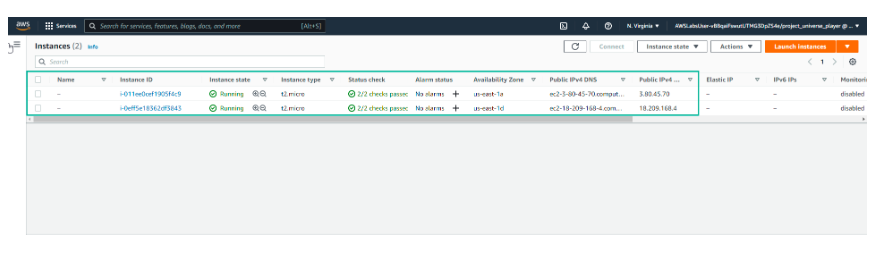 aws Services Search for services, features, blogs, docs, and more [Alt+S] N. Virginia ▼
Instances (2) Info Connect Instance state ▼ Actions ▼ Launch instances ▼
Search 1
Name Instance ID Instance state Instance type Status check Alarm status Availability Zone Public IPv4 DNS Public IPv4 ... Elastic IP IPv6 IPs Monitori
– i-011ee0cef1905f4c9 Running t2.micro 2/2 checks passec No alarms + us-east-1a ec2-3-80-45-70.comput... 3.80.45.70 – – disabled
– i-0eff5e18362df3843 Running t2.micro 2/2 checks passec No alarms + us-east-1d ec2-18-209-168-4.com... 18.209.168.4 – – disabled